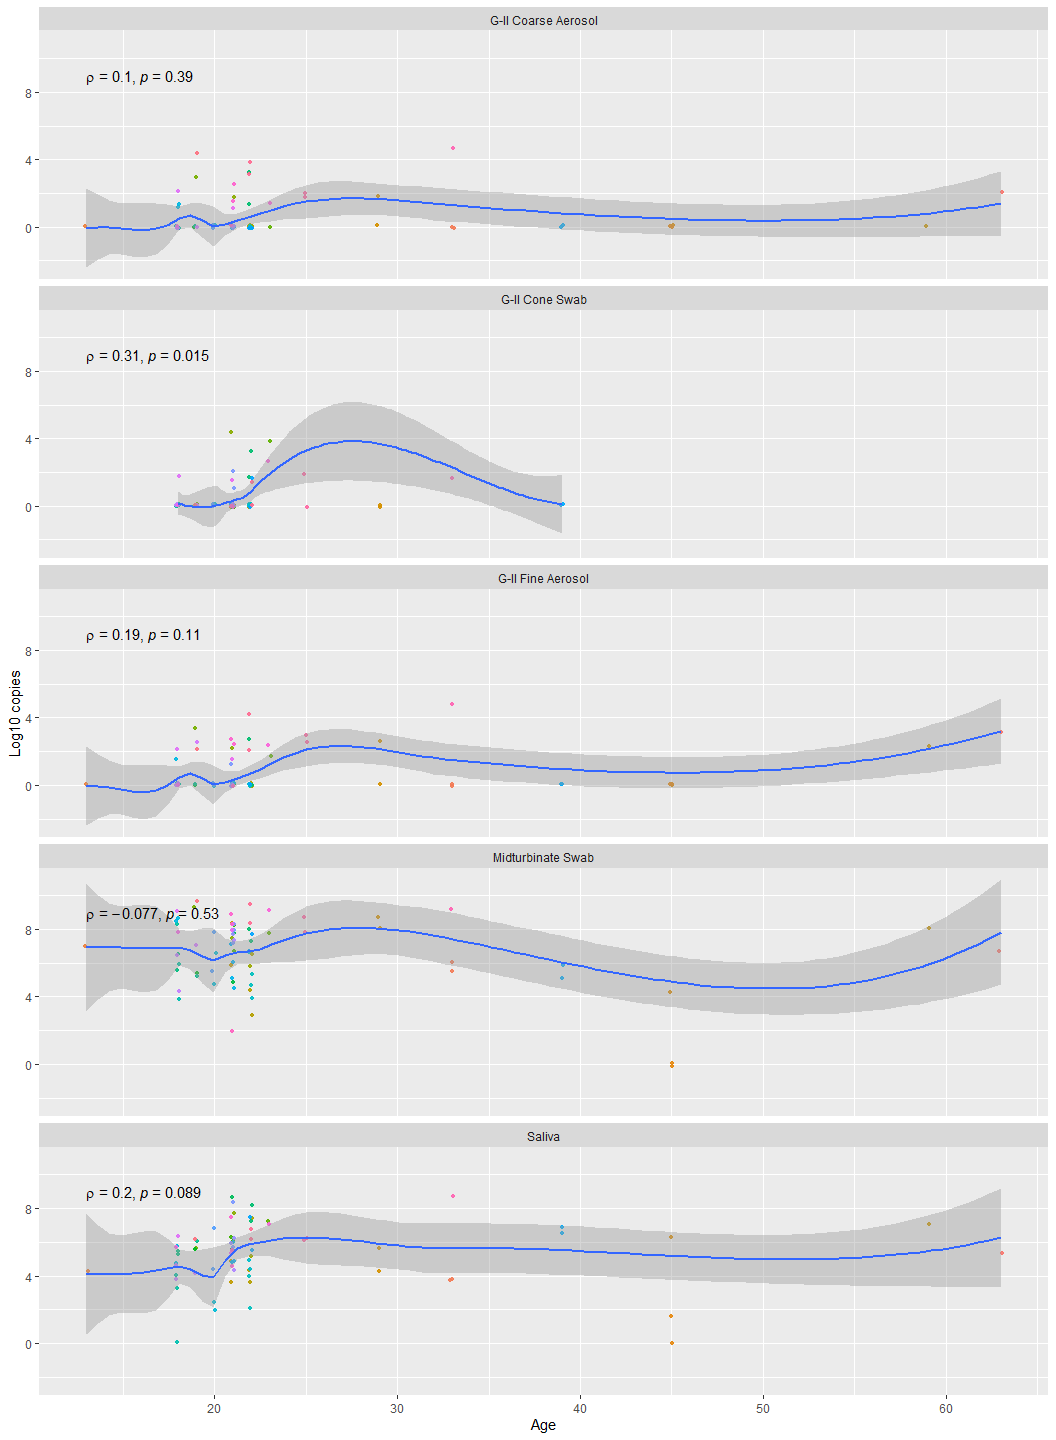 G-II Coarse Aerosol
ρ = 0.1, p = 0.39
8
4
0
G-II Cone Swab
ρ = 0.31, p = 0.015
8
4
0
G-II Fine Aerosol
ρ = 0.19, p = 0.11
8
4
0
Log10 copies
Midturbinate Swab
ρ = −0.077, p = 0.53
8
4
0
Saliva
ρ = 0.2, p = 0.089
8
4
0
20 30 40 50 60
Age